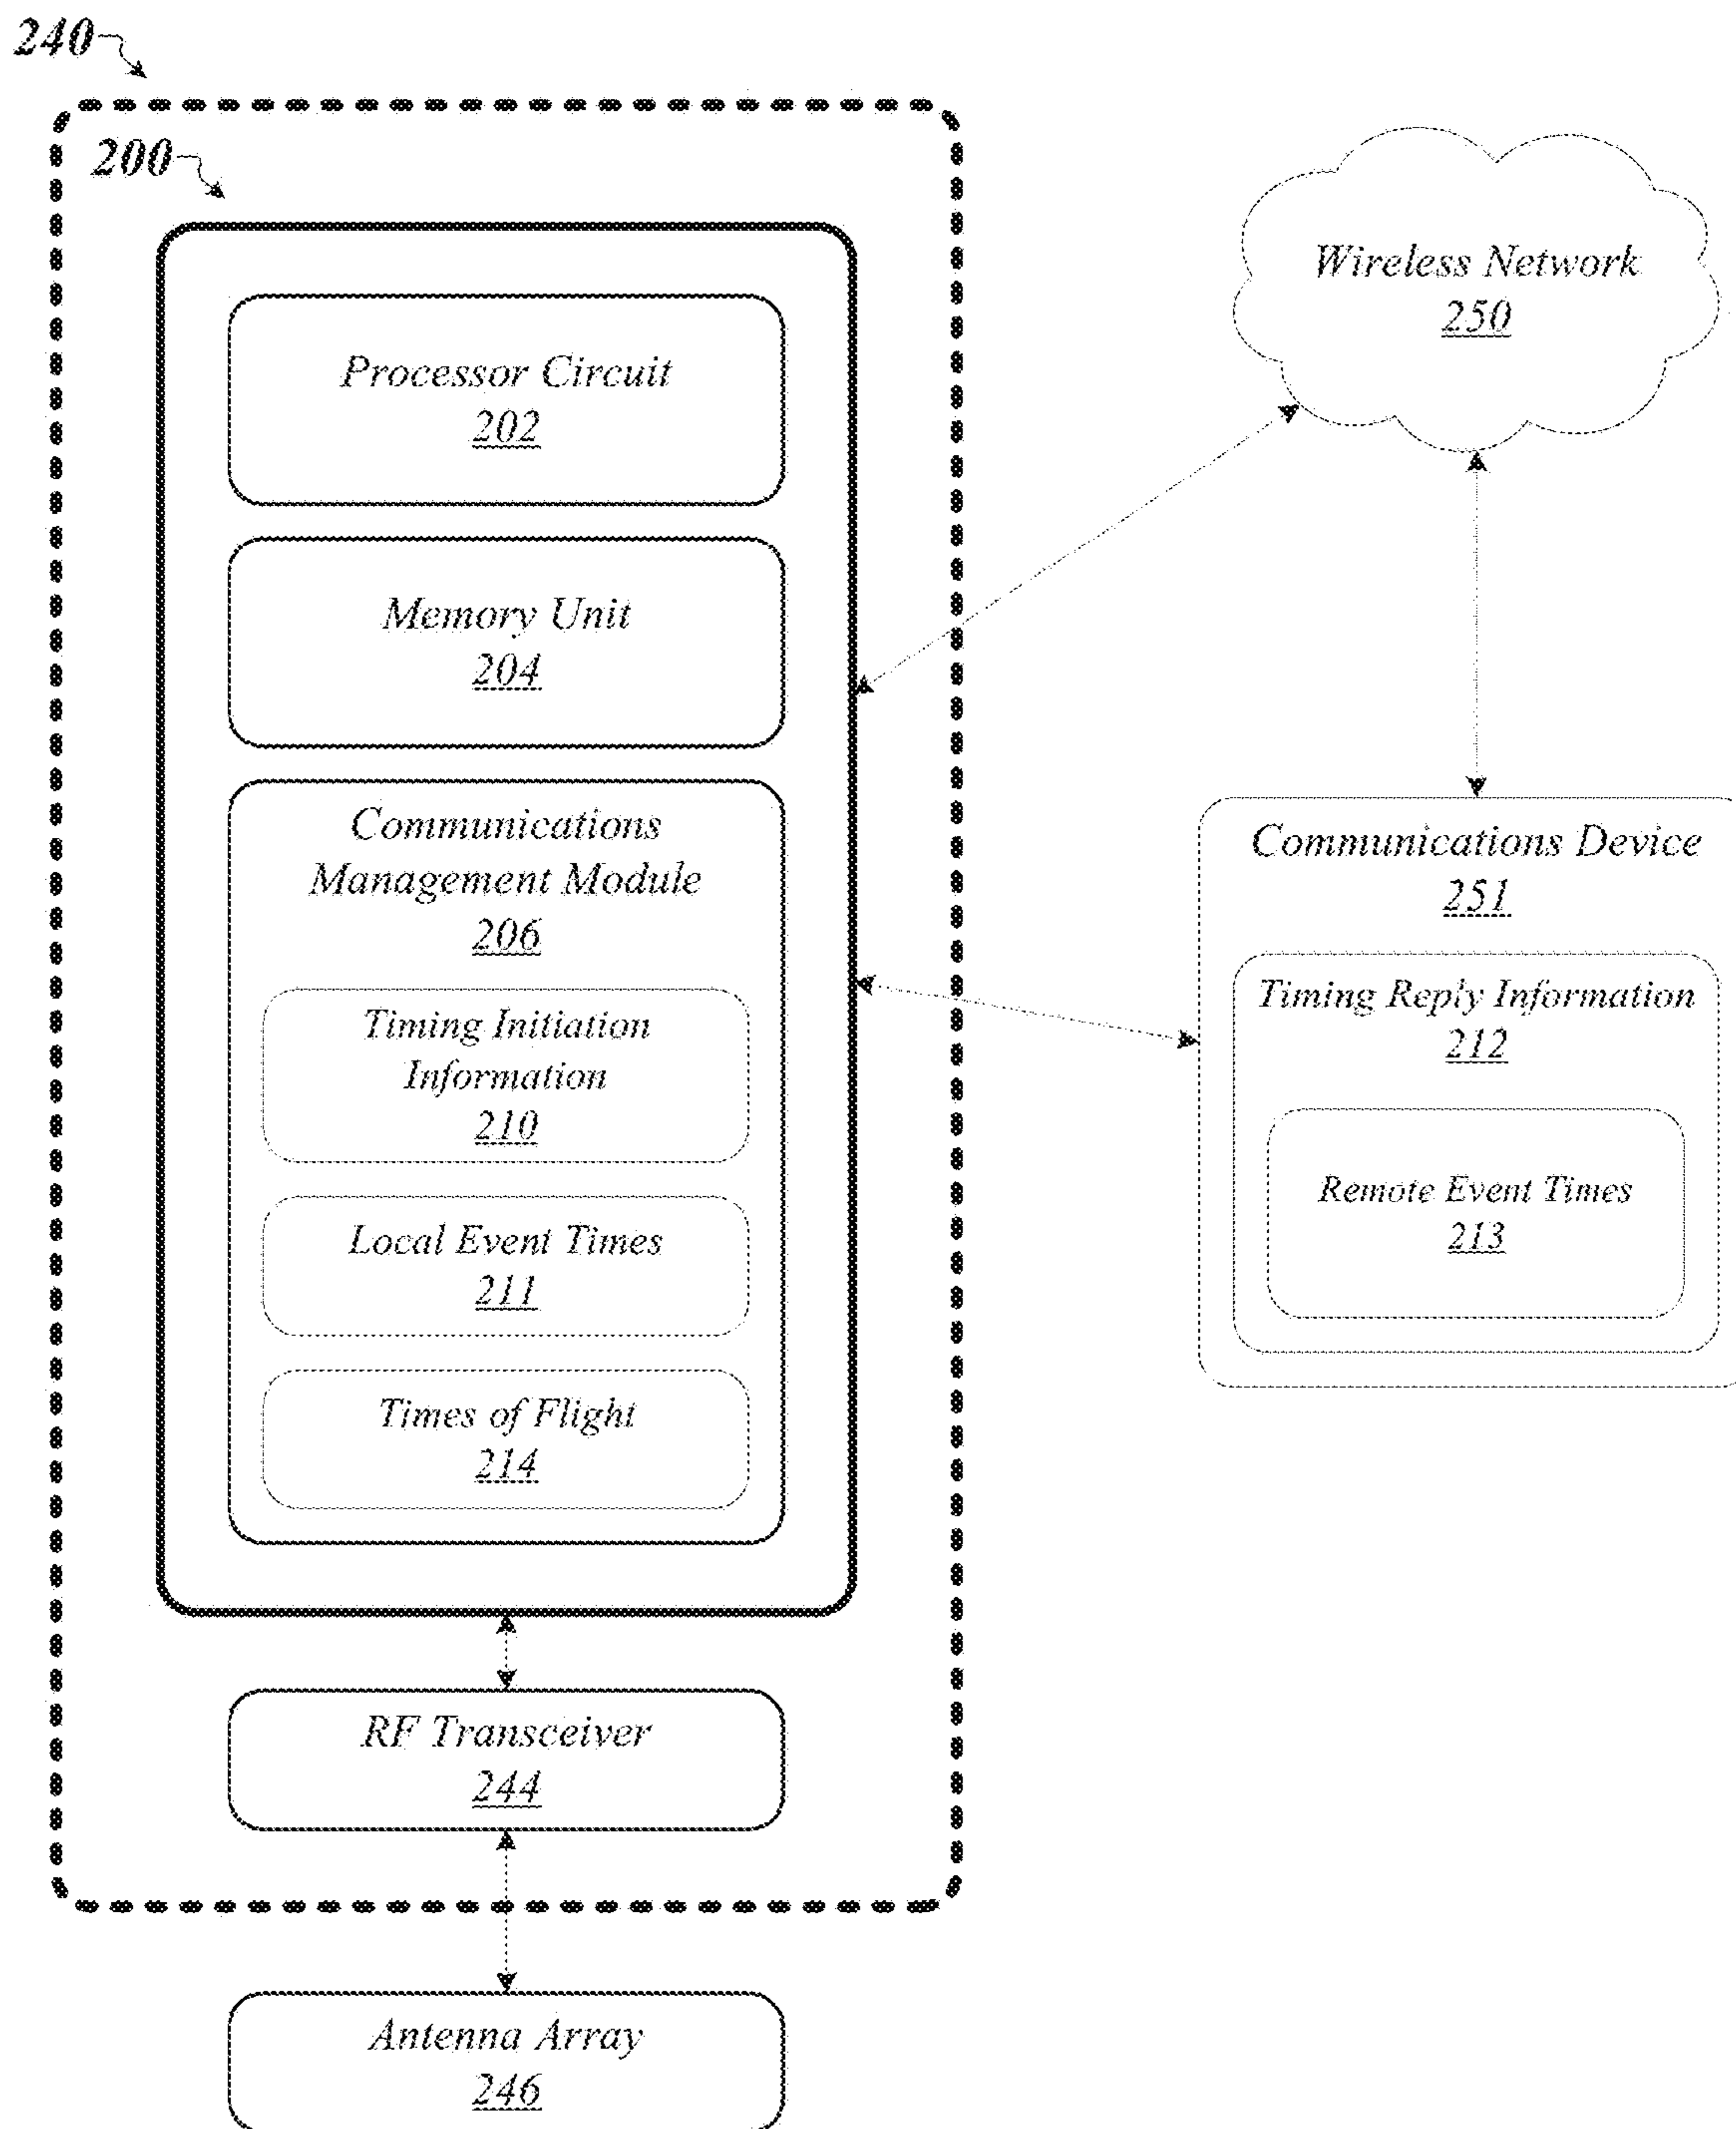 240
200
Processor Circuit
202
Memory Unit
204
Communications
Management Module
206
Timing Initiation
Information
210
Local Event Times
211
Times of Flight
214
RF Transceiver
244
Antenna Array
246
Wireless Network
250
Communications Device
251
Timing Reply Information
212
Remote Event Times
213